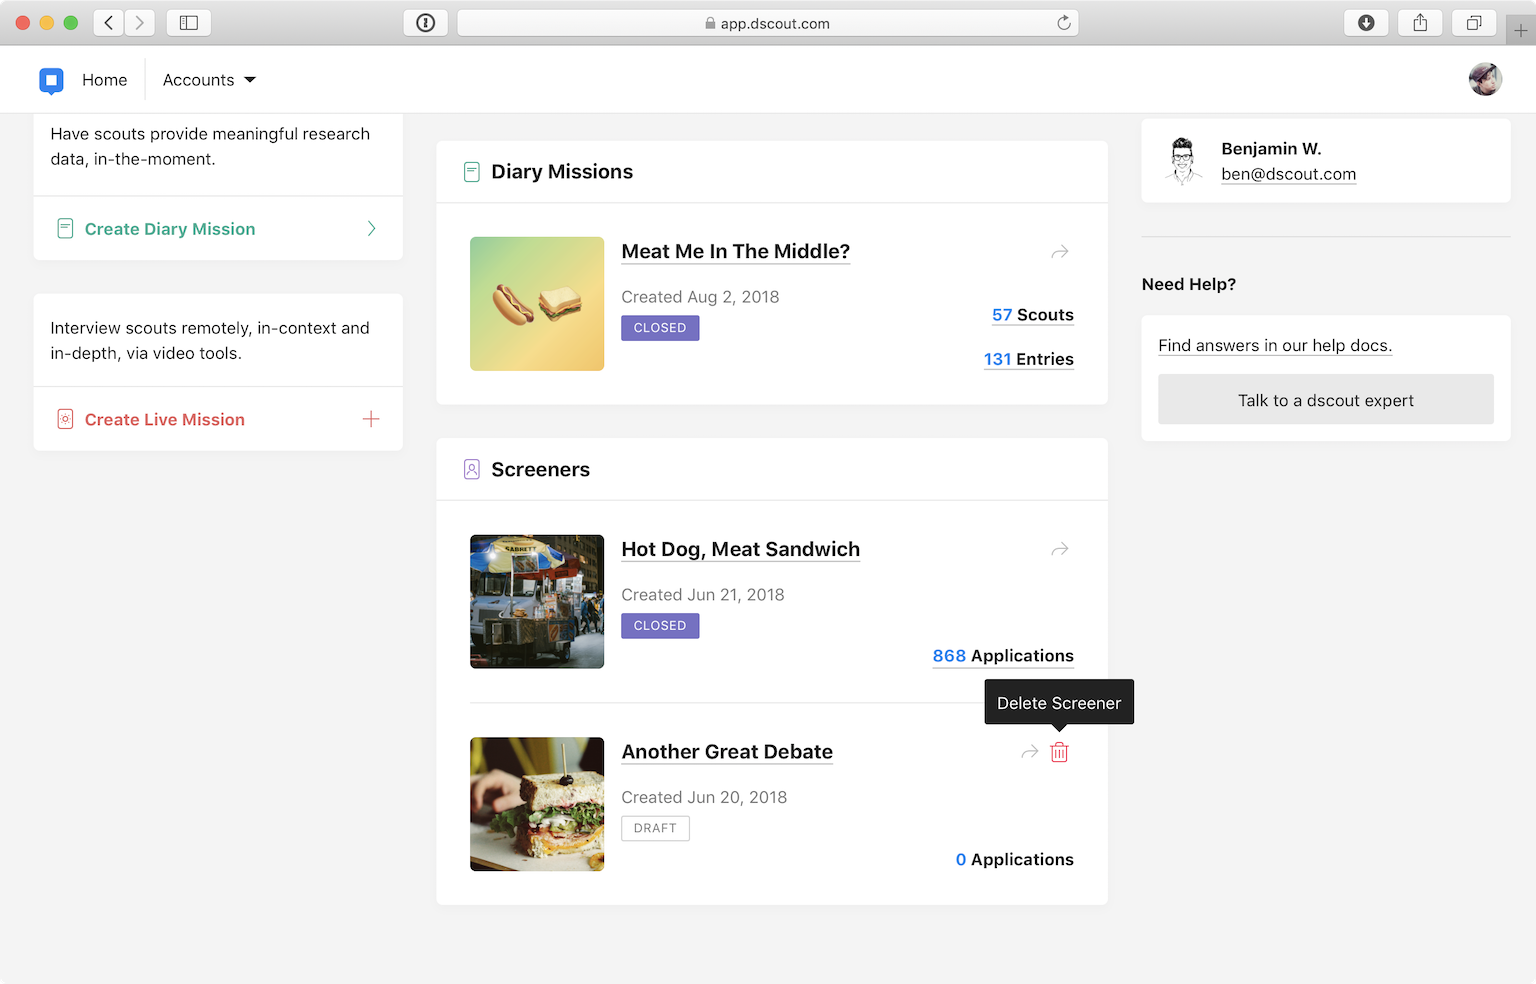 app.dscout.com
Home
Accounts
Have scouts provide meaningful research
data, in-the-moment.
Create Diary Mission
Interview scouts remotely, in-context and
in-depth, via video tools.
Create Live Mission
Diary Missions
Meat Me In The Middle?
Created Aug 2, 2018
CLOSED
57 Scouts
131 Entries
Screeners
SABRETT
Hot Dog, Meat Sandwich
Created Jun 21, 2018
CLOSED
868 Applications
Delete Screener
Another Great Debate
Created Jun 20, 2018
DRAFT
0 Applications
Benjamin W.
ben@dscout.com
Need Help?
Find answers in our help docs.
Talk to a dscout expert